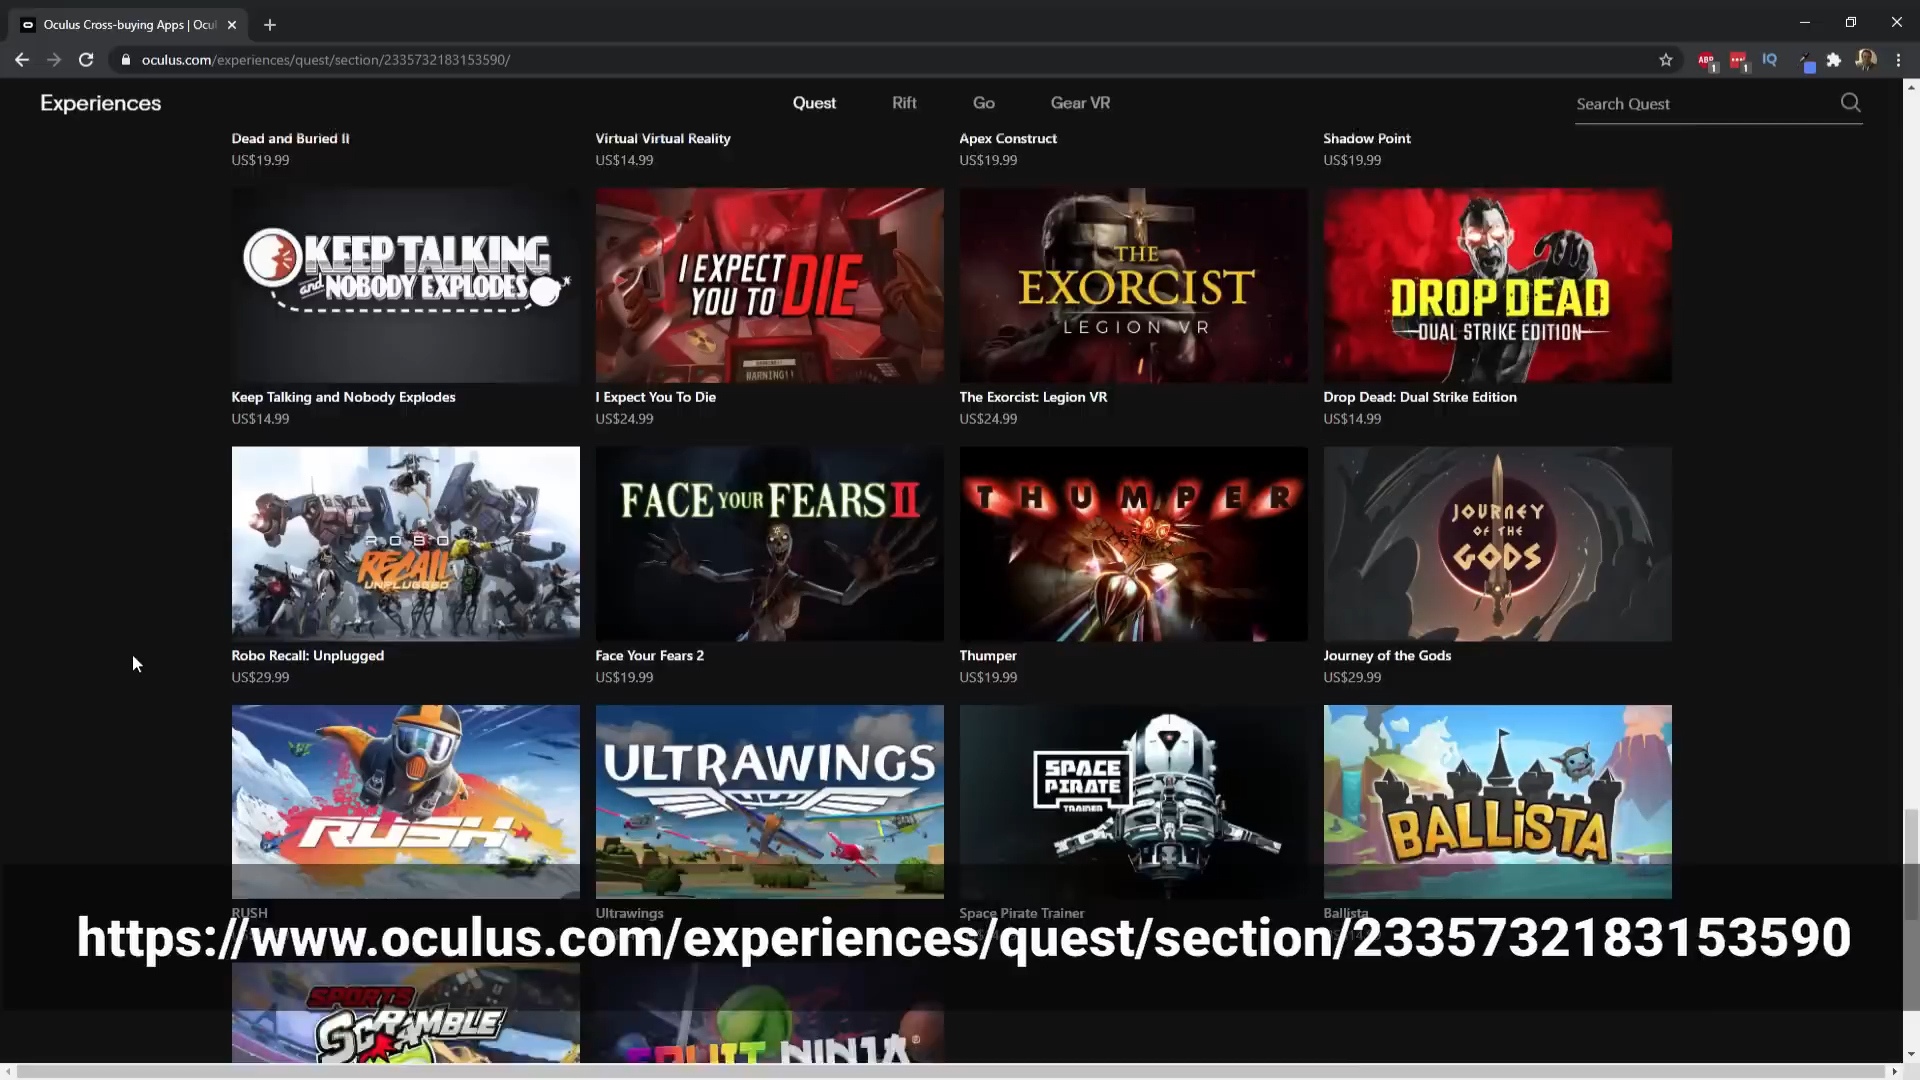 Oculus Cross-buying Apps | Ocul
oculus.com/experiences/quest/section/2335732183153590/
ABP
1
1
IQ
Experiences
Quest
Rift
Go
Gear VR
Search Quest
Dead and Buried II
Virtual Virtual Reality
Apex Construct
Shadow Point
US$19.99
US$14.99
US$19.99
US$19.99
KEEP TALKING
and NOBODY EXPLODES
I EXPECT
YOU TO DIE
WARNING!!
THE
EXORCIST
LEGION VR
DROP DEAD
DUAL STRIKE EDITION
Keep Talking and Nobody Explodes
I Expect You To Die
The Exorcist: Legion VR
Drop Dead: Dual Strike Edition
US$14.99
US$24.99
US$24.99
US$14.99
ROBO
RECALL
UNPLUGGED
FACE YOUR FEARS II
THUMPER
JOURNEY
OF THE
GODS
Robo Recall: Unplugged
Face Your Fears 2
Thumper
Journey of the Gods
US$29.99
US$19.99
US$19.99
US$29.99
RUSH
ULTRAWINGS
UW
SPACE
PIRATE
TRAINER
BALLISTA
RUSH
Ultrawings
Space Pirate Trainer
Ballista
https://www.oculus.com/experiences/quest/section/2335732183153590
SPORTS
SCRAMBLE
FRUIT NINJA